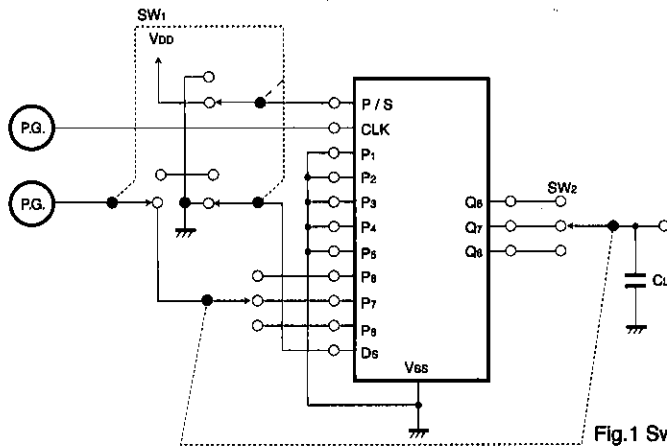 SW1
VDD
P.G.
P / S
CLK
P1
P2
P.G.
P3
Q6
SW2
P4
Q7
P5
Q8
P6
CL
P7
P8
DS
VSS
Fig.1 Sw